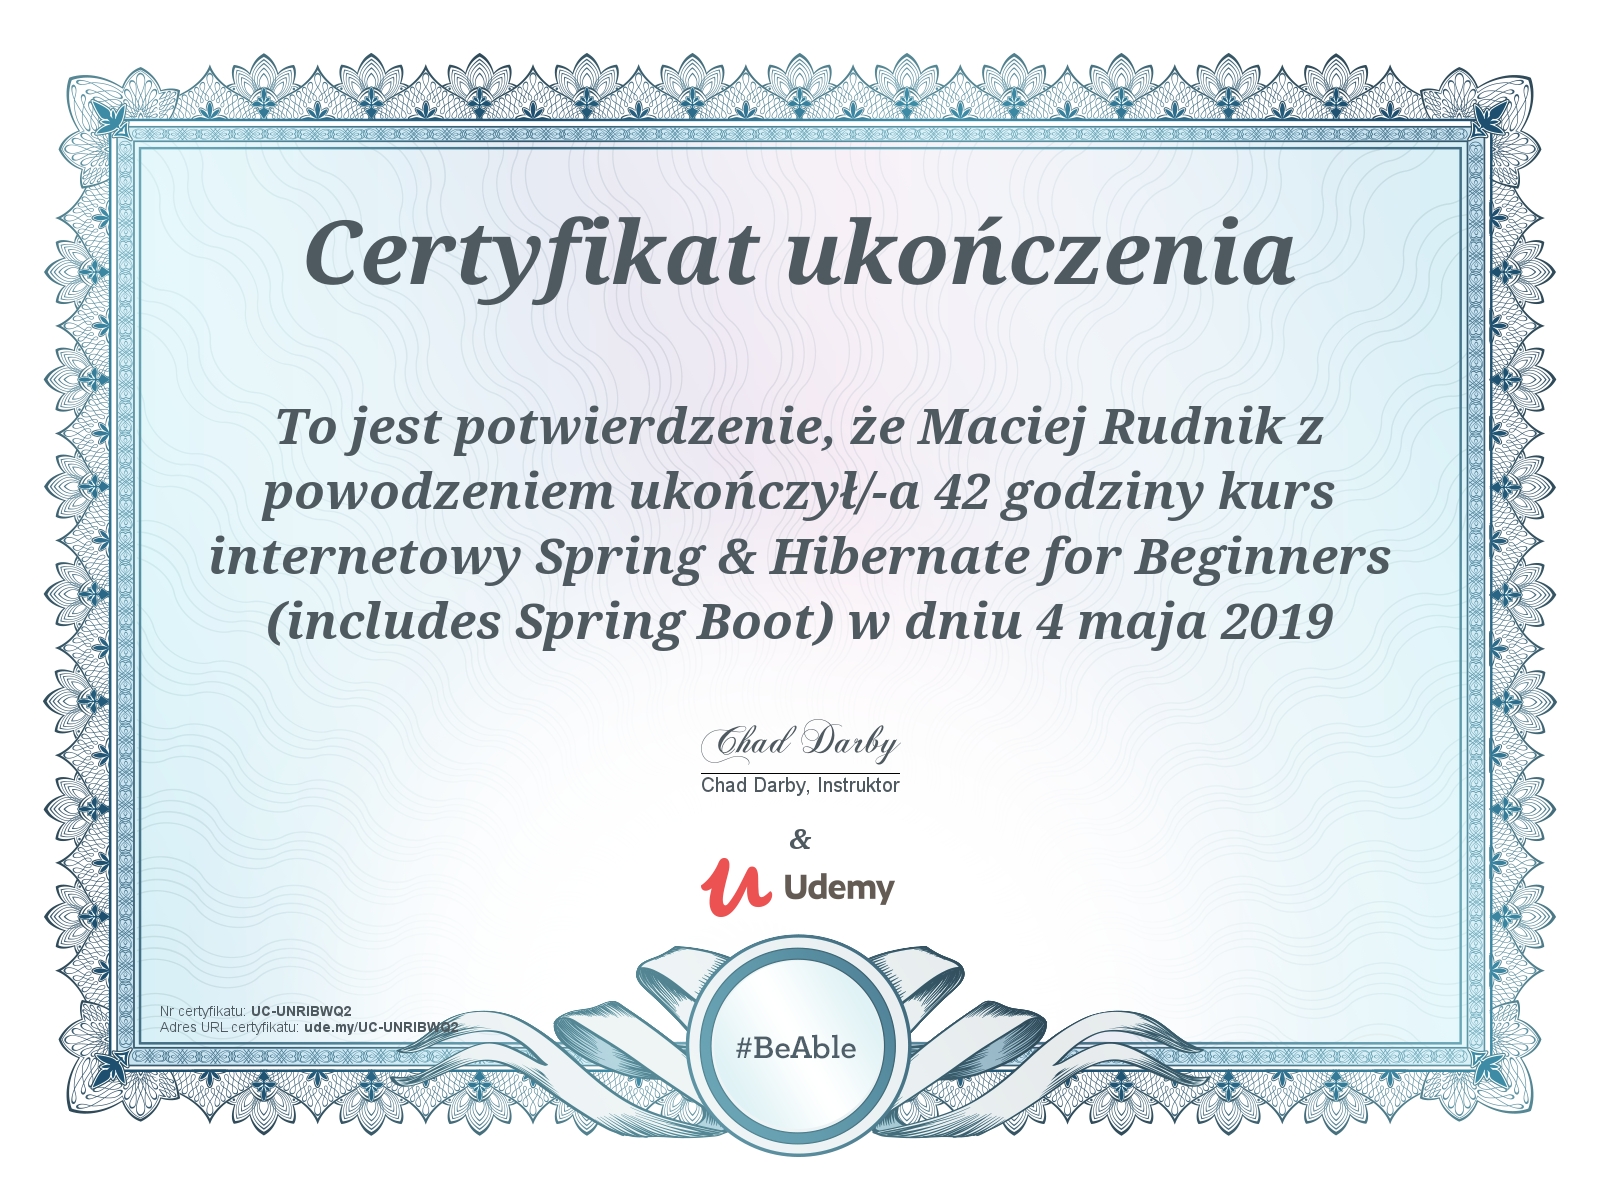 Certyfikat ukończenia
To jest potwierdzenie, że Maciej Rudnik z
powodzeniem ukończył/-a 42 godziny kurs
internetowy Spring & Hibernate for Beginners
(includes Spring Boot) w dniu 4 maja 2019
Chad Darby
Chad Darby, Instruktor
&
Udemy
Nr certyfikatu: UC-UNRIBWQ2
Adres URL certyfikatu: ude.my/UC-UNRIBWQ2
#BeAble